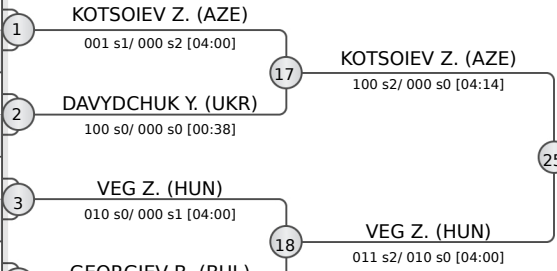 KOTSOIEV Z. (AZE)
1
001 s1/ 000 s2 [04:00]
17
KOTSOIEV Z. (AZE)
100 s2/ 000 s0 [04:14]
DAVYDCHUK Y. (UKR)
2
100 s0/ 000 s0 [00:38]
25
VEG Z. (HUN)
3
010 s0/ 000 s1 [04:00]
18
VEG Z. (HUN)
011 s2/ 010 s0 [04:00]